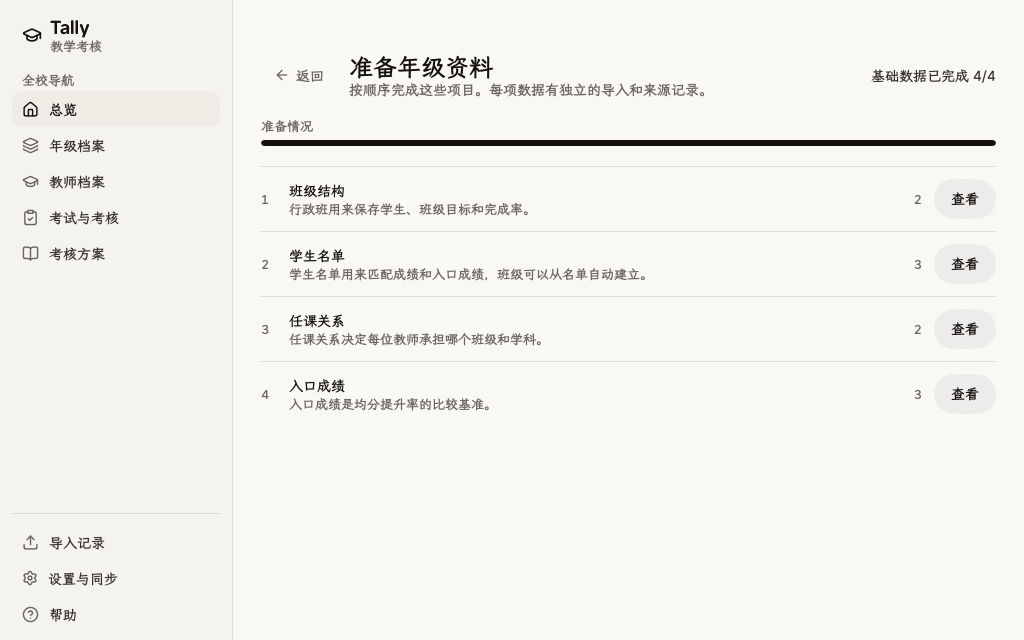 Tally
教学考核
全校导航
总览
年级档案
教师档案
考试与考核
考核方案
导入记录
设置与同步
帮助
返回
准备年级资料
按顺序完成这些项目。每项数据有独立的导入和来源记录。
基础数据已完成 4/4
准备情况
1
班级结构
行政班用来保存学生、班级目标和完成率。
2
查看
2
学生名单
学生名单用来匹配成绩和入口成绩，班级可以从名单自动建立。
3
查看
3
任课关系
任课关系决定每位教师承担哪个班级和学科。
2
查看
4
入口成绩
入口成绩是均分提升率的比较基准。
3
查看